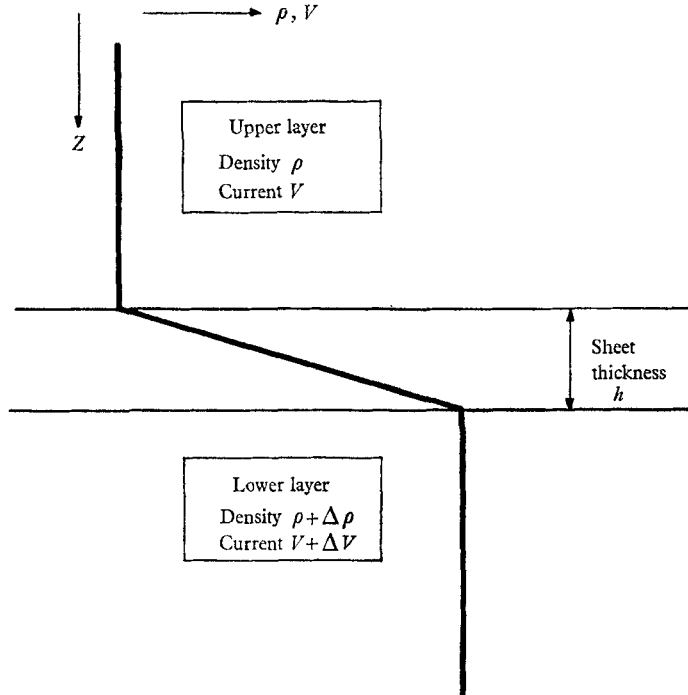 ρ, V
Z
Upper layer
Density ρ
Current V
Sheet
thickness
h
Lower layer
Density ρ+Δρ
Current V+ΔV